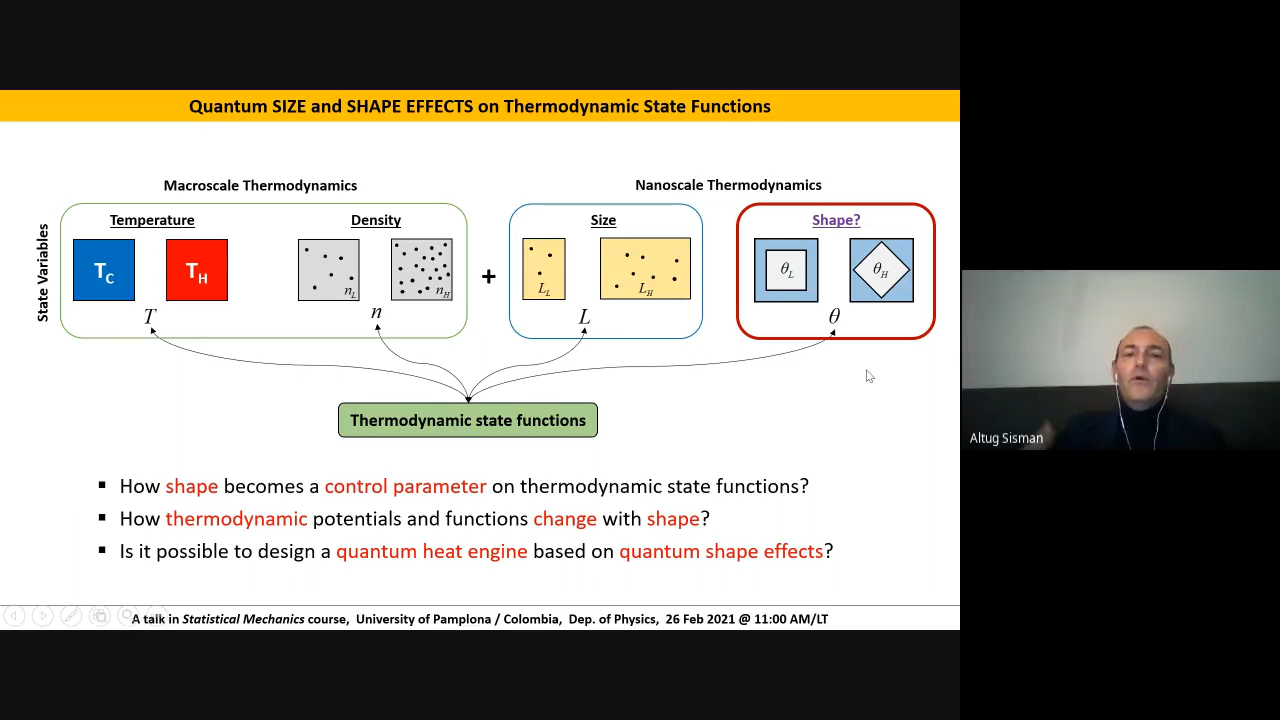 Quantum SIZE and SHAPE EFFECTS on Thermodynamic State Functions
Macroscale Thermodynamics
Nanoscale Thermodynamics
State Variables
Temperature
Density
Size
Shape?
T_C
T_H
n_L
n_H
+
L_L
L_H
θ_L
θ_H
T
n
L
θ
Thermodynamic state functions
▪ How shape becomes a control parameter on thermodynamic state functions?
▪ How thermodynamic potentials and functions change with shape?
▪ Is it possible to design a quantum heat engine based on quantum shape effects?
A talk in Statistical Mechanics course, University of Pamplona / Colombia, Dep. of Physics, 26 Feb 2021 @ 11:00 AM/LT
Altug Sisman